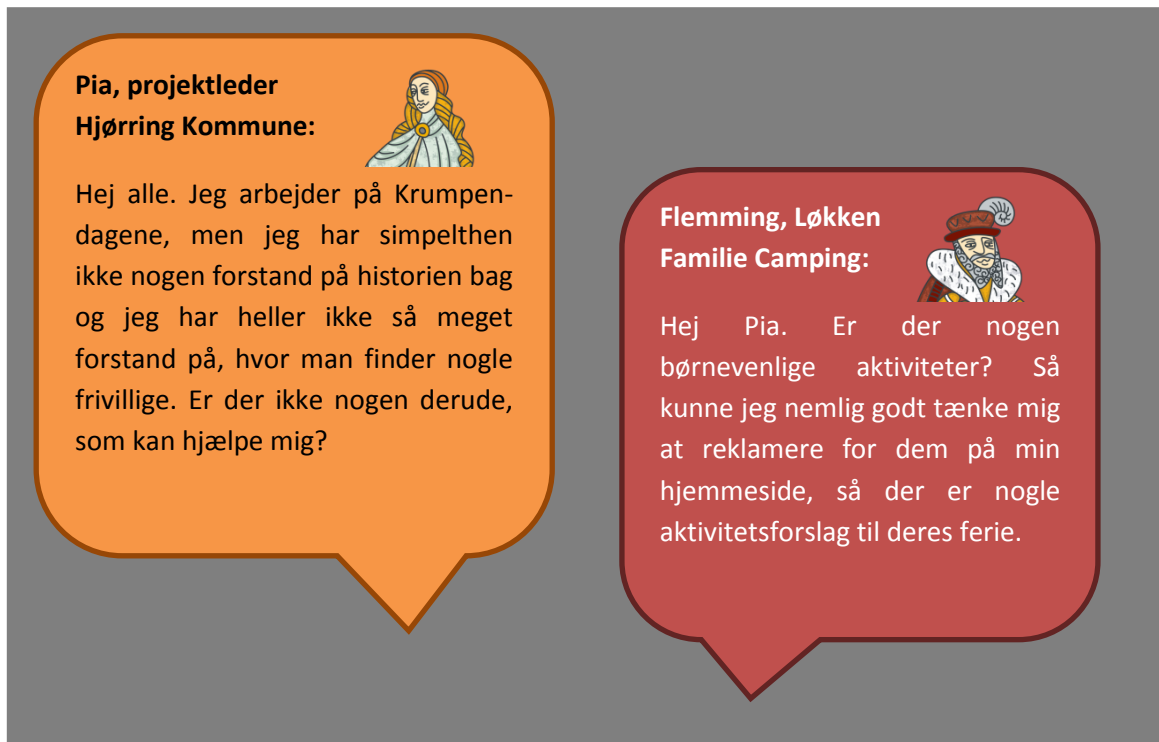 Pia, projektleder
Hjørring Kommune:
Hej alle. Jeg arbejder på Krumpen-
dagene, men jeg har simpelthen
ikke nogen forstand på historien bag
og jeg har heller ikke så meget
forstand på, hvor man finder nogle
frivillige. Er der ikke nogen derude,
som kan hjælpe mig?
Flemming, Løkken
Familie Camping:
Hej Pia. Er der nogen
børnevenlige aktiviteter? Så
kunne jeg nemlig godt tænke mig
at reklamere for dem på min
hjemmeside, så der er nogle
aktivitetsforslag til deres ferie.